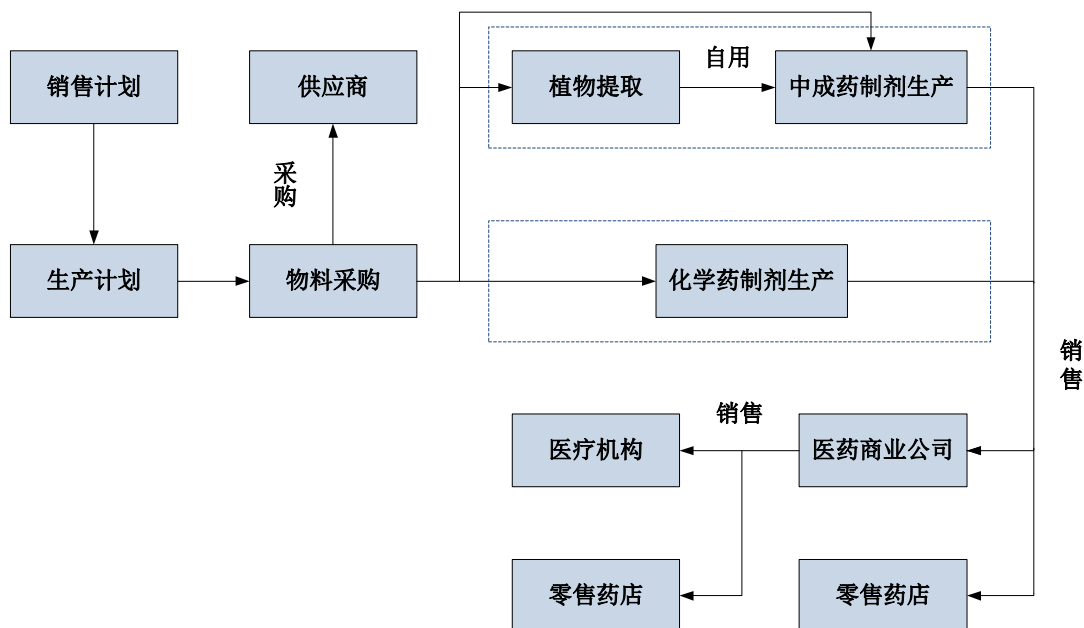 销售计划
供应商
植物提取
自用
中成药制剂生产
采购
生产计划
物料采购
化学药制剂生产
销售
医疗机构
销售
医药商业公司
零售药店
零售药店